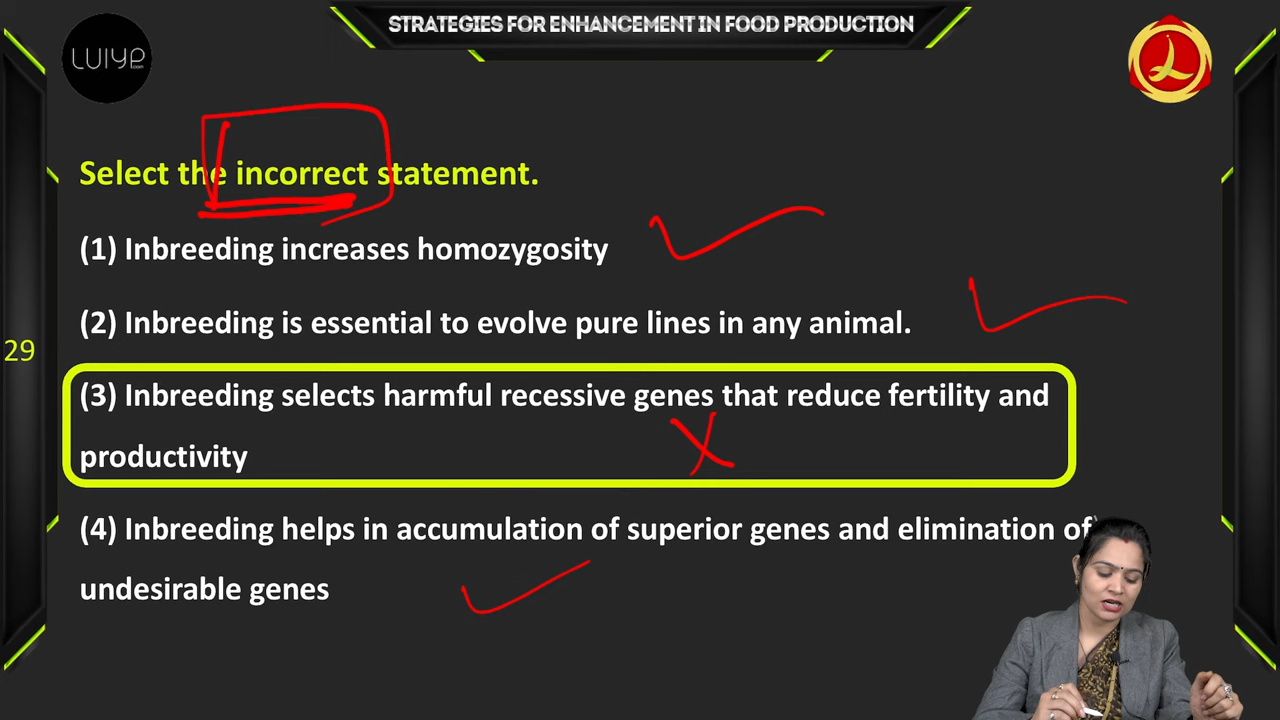 STRATEGIES FOR ENHANCEMENT IN FOOD PRODUCTION
LUIYP
.com
L
Select the incorrect statement.
(1) Inbreeding increases homozygosity
(2) Inbreeding is essential to evolve pure lines in any animal.
29
(3) Inbreeding selects harmful recessive genes that reduce fertility and
productivity
(4) Inbreeding helps in accumulation of superior genes and elimination of
undesirable genes